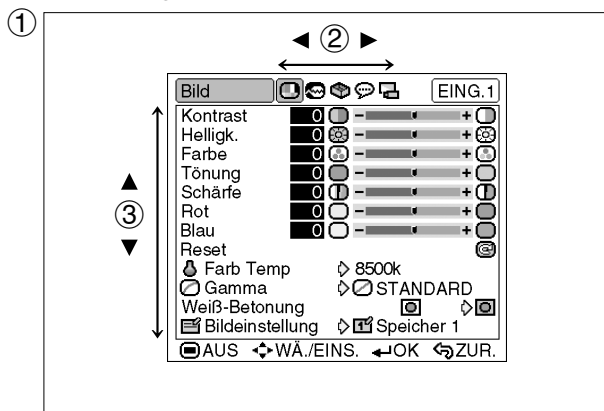 ①
◄ ② ►
Bild EING.1
Kontrast 0 - +
Helligk. 0 - +
Farbe 0 - +
Tönung 0 - +
Schärfe 0 - +
Rot 0 - +
Blau 0 - +
Reset
Farb Temp 8500k
Gamma STANDARD
Weiß-Betonung
Bildeinstellung 1 Speicher 1
AUS WÄ./EINS. OK ZUR.
▲
③
▼